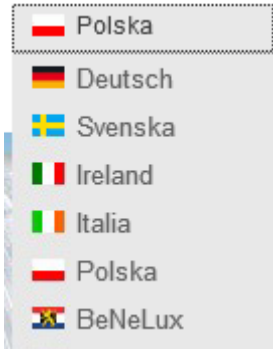 Polska
Deutsch
Svenska
Ireland
Italia
Polska
BeNeLux